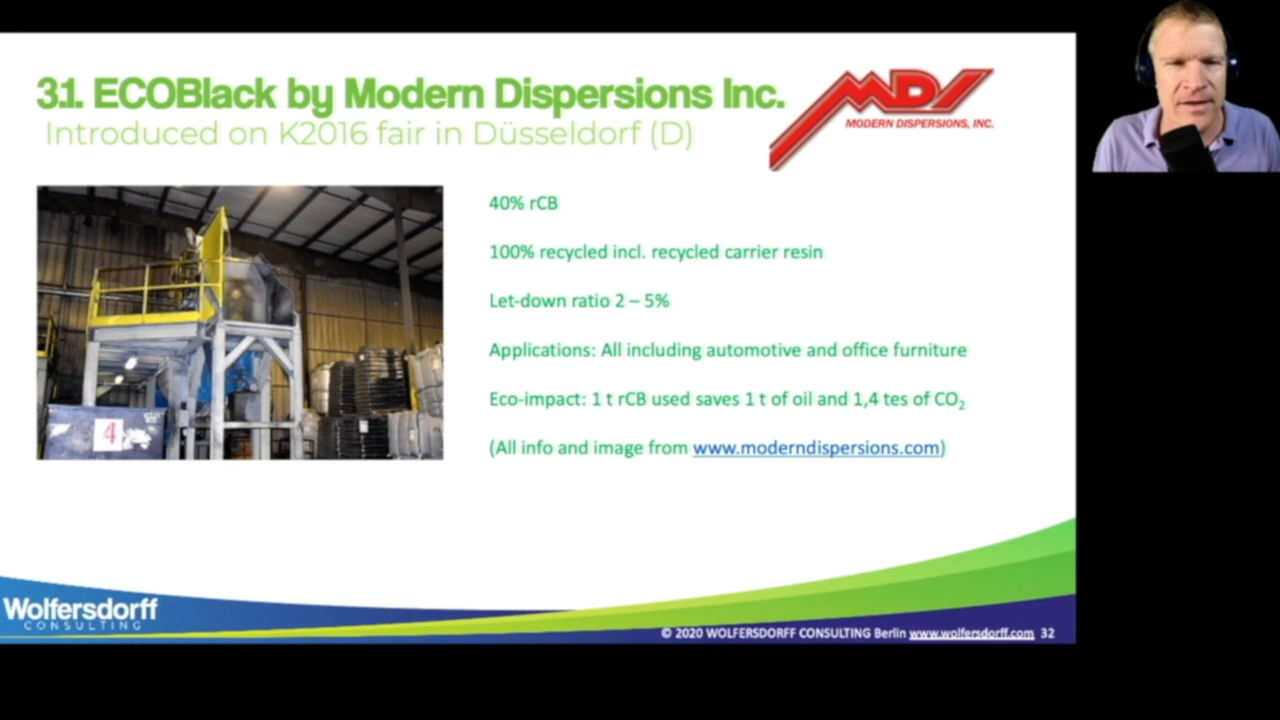 3.1. ECOBlack by Modern Dispersions Inc.
Introduced on K2016 fair in Düsseldorf (D)
MDI
MODERN DISPERSIONS, INC.
40% rCB
100% recycled incl. recycled carrier resin
Let-down ratio 2 – 5%
Applications: All including automotive and office furniture
Eco-impact: 1 t rCB used saves 1 t of oil and 1,4 tes of CO₂
(All info and image from www.moderndispersions.com)
4
Wolfersdorff
CONSULTING
© 2020 WOLFERSDORFF CONSULTING Berlin www.wolfersdorff.com 32